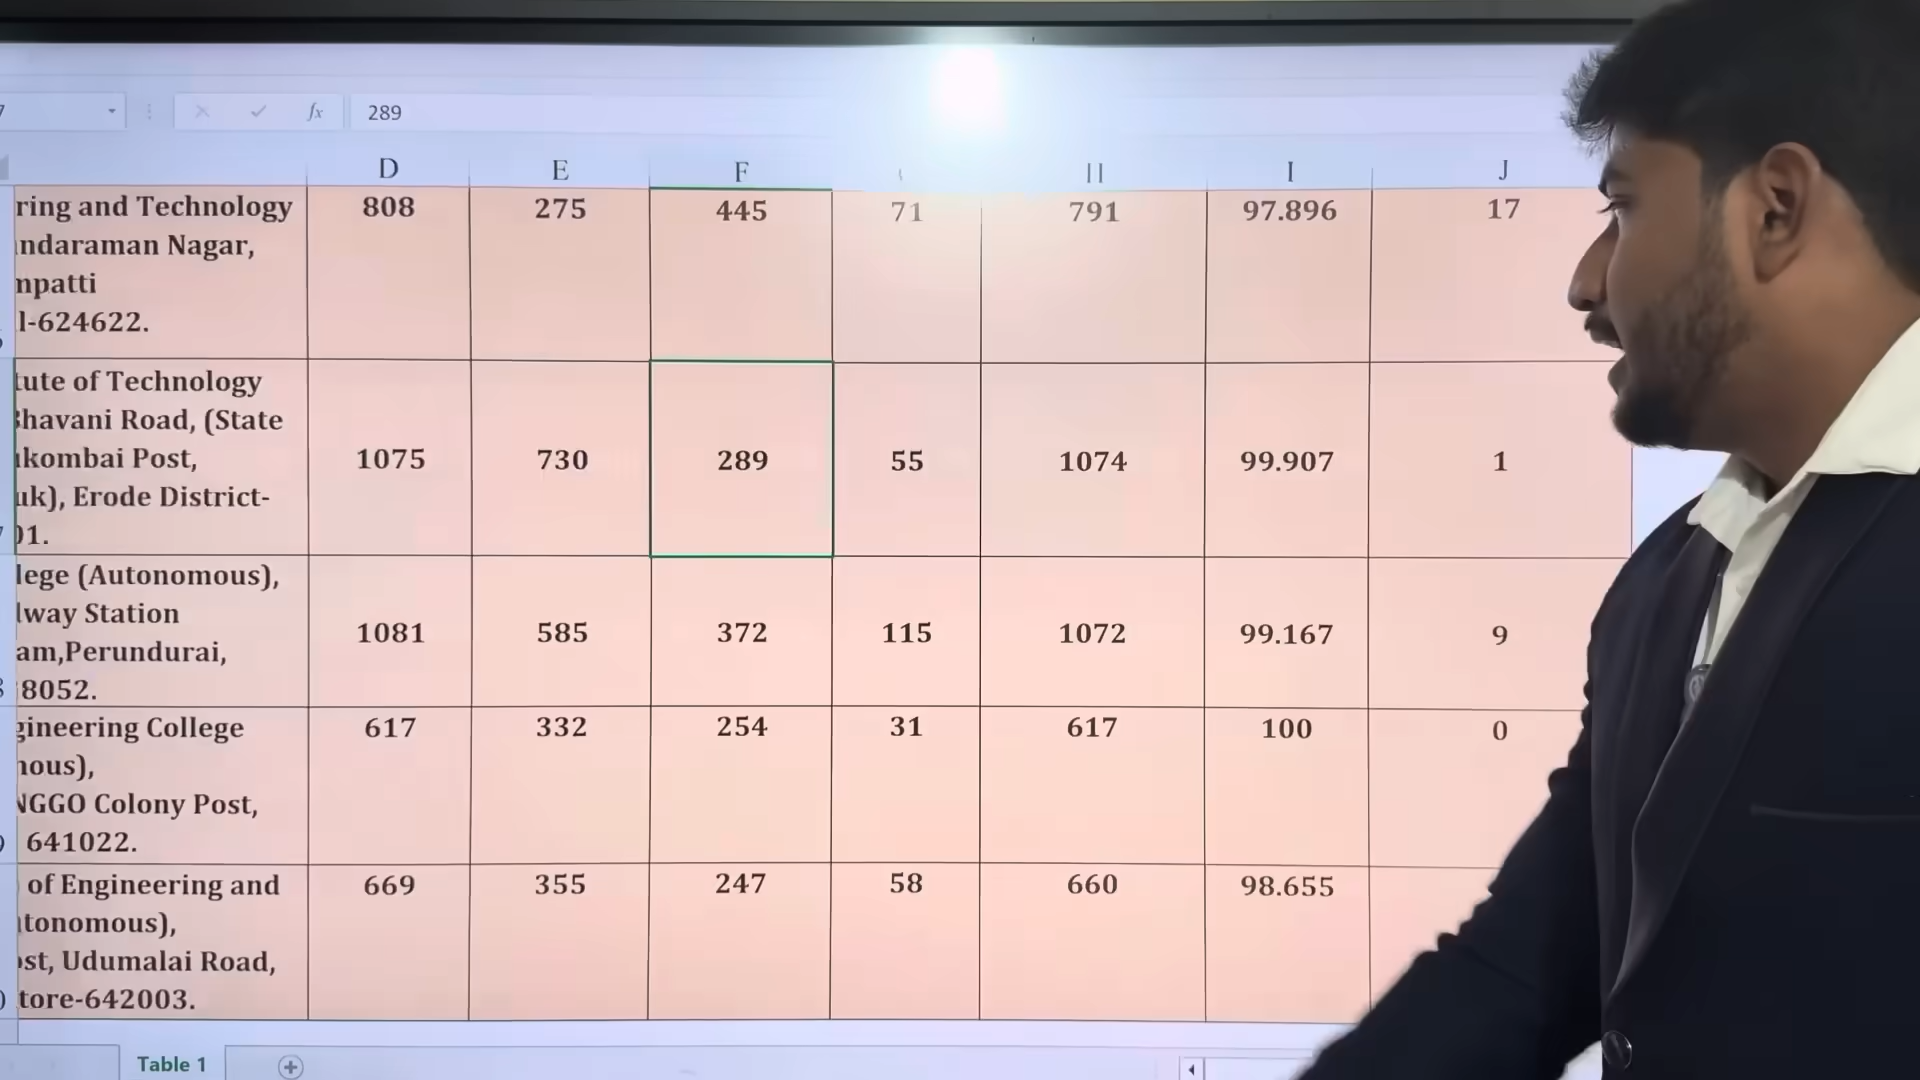 289
D E F H I J
ring and Technology 808 275 445 71 791 97.896 17
ndaraman Nagar,
mpatti
l-624622.
tute of Technology
Bhavani Road, (State
kombai Post, 1075 730 289 55 1074 99.907 1
uk), Erode District-
01.
lege (Autonomous),
lway Station 1081 585 372 115 1072 99.167 9
am,Perundurai,
8052.
gineering College 617 332 254 31 617 100 0
nous),
NGGO Colony Post,
641022.
of Engineering and 669 355 247 58 660 98.655
tonomous),
ost, Udumalai Road,
tore-642003.
Table 1